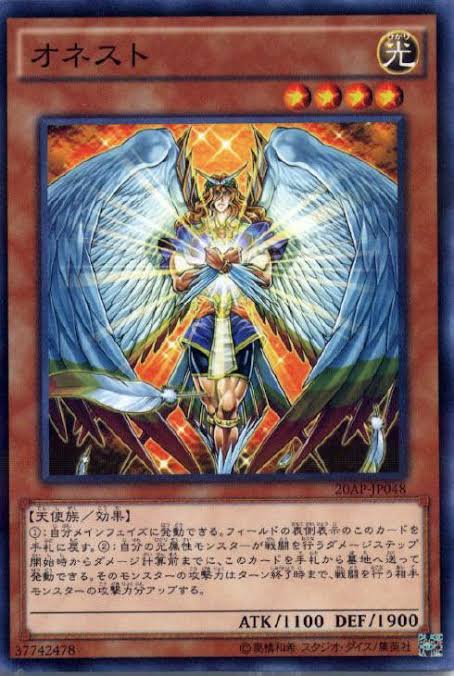 オネスト
光
20AP-JP048
【天使族/効果】
①:自分メインフェイズに発動できる。フィールドの表側表示のこのカードを
手札に戻す。②:自分の光属性モンスターが戦闘を行うダメージステップ
開始時からダメージ計算前までに、このカードを手札から墓地へ送って
発動できる。そのモンスターの攻撃力はターン終了時まで、戦闘を行う相手
モンスターの攻撃力分アップする。
ATK/1100 DEF/1900
37742478 ©高橋和希 スタジオ・ダイス/集英社